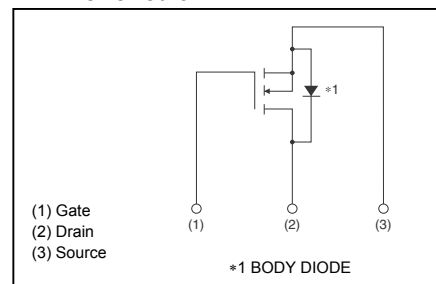 *1
(1) Gate
(2) Drain
(3) Source
(1) (2) (3)
*1 BODY DIODE